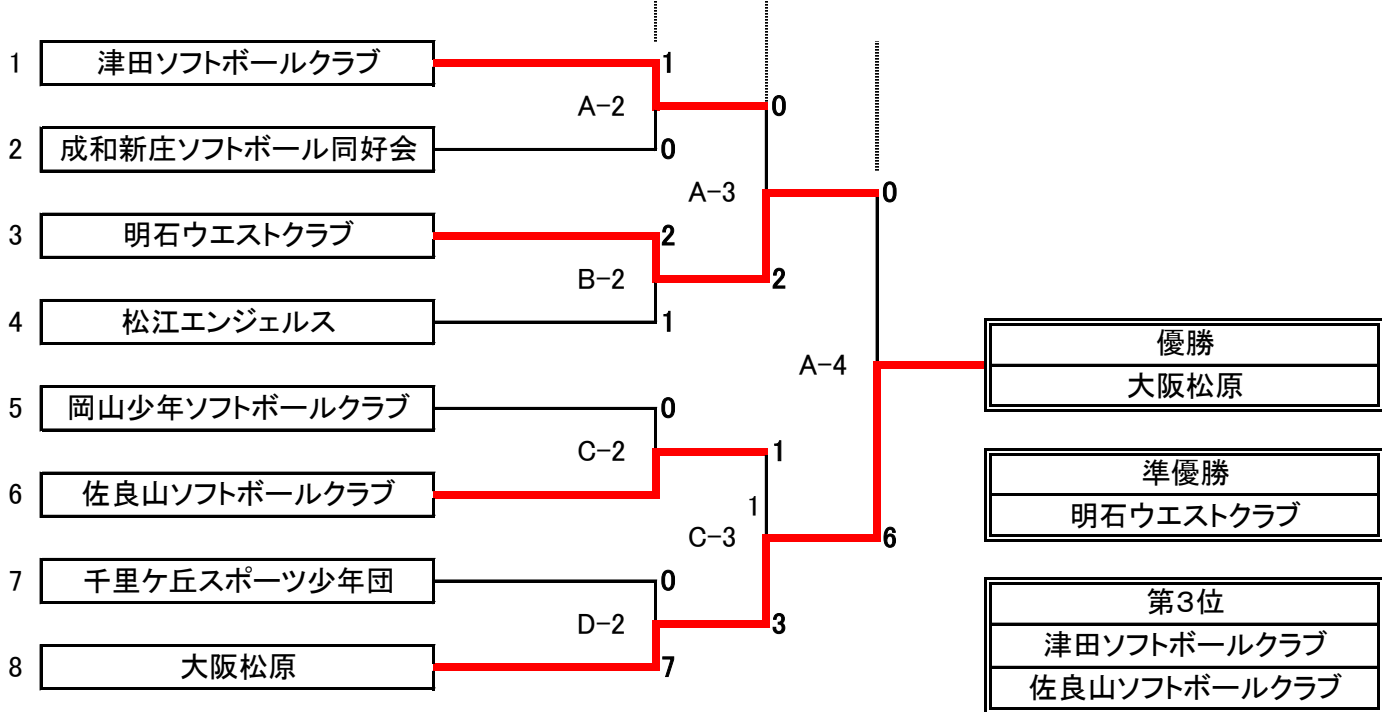 1 津田ソフトボールクラブ 1
A-2 0
2 成和新庄ソフトボール同好会 0
A-3 0
3 明石ウエストクラブ 2
B-2 2
4 松江エンジェルス 1
優勝
A-4 大阪松原
5 岡山少年ソフトボールクラブ 0
C-2 1
準優勝
6 佐良山ソフトボールクラブ
1
明石ウエストクラブ
C-3 6
7 千里ケ丘スポーツ少年団 0
第3位
D-2 3
津田ソフトボールクラブ
8 大阪松原 7
佐良山ソフトボールクラブ